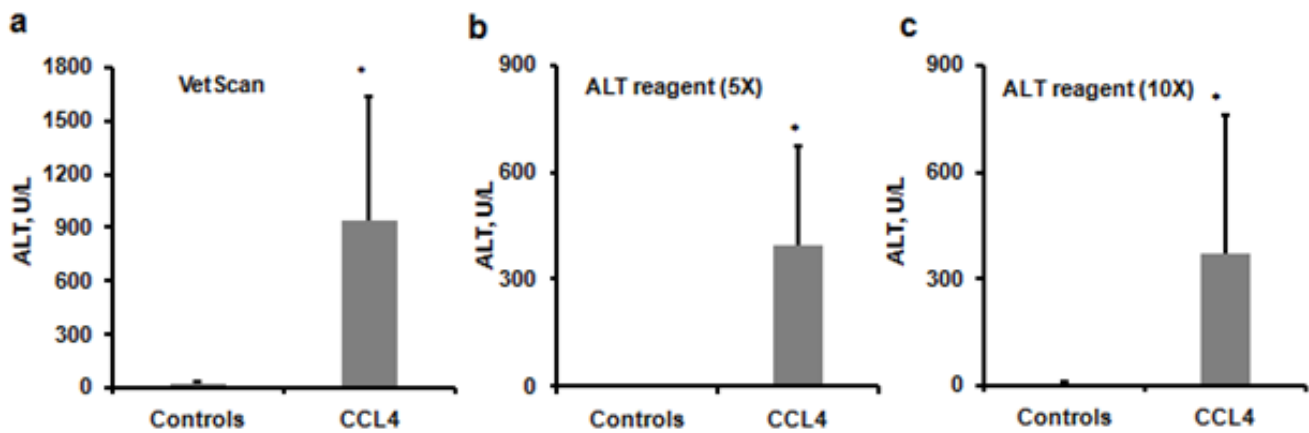 a
VetScan
*
ALT, U/L
1800
1500
1200
900
600
300
0
Controls
CCL4
b
ALT reagent (5X)
*
ALT, U/L
900
600
300
0
Controls
CCL4
c
ALT reagent (10X)
*
ALT, U/L
900
600
300
0
Controls
CCL4